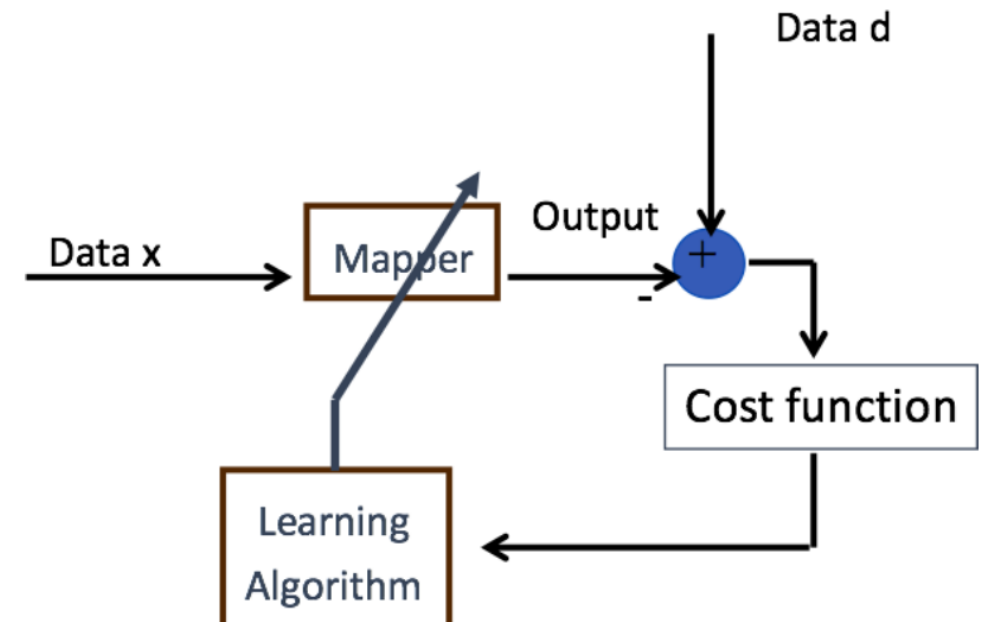 Data d
Output
Data x
Mapper
+
-
Cost function
Learning
Algorithm